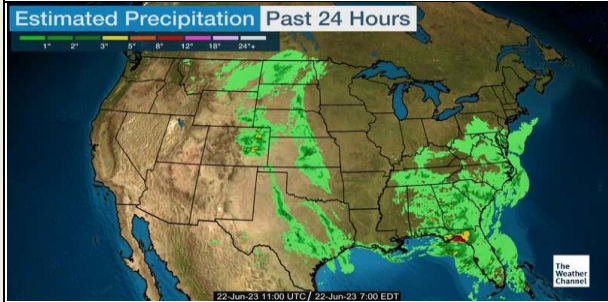 Estimated Precipitation Past 24 Hours
1" 2" 3" 5" 8" 12" 18" 24"+
The
Weather
Channel
22-Jun-23 11:00 UTC / 22-Jun-23 7:00 EDT